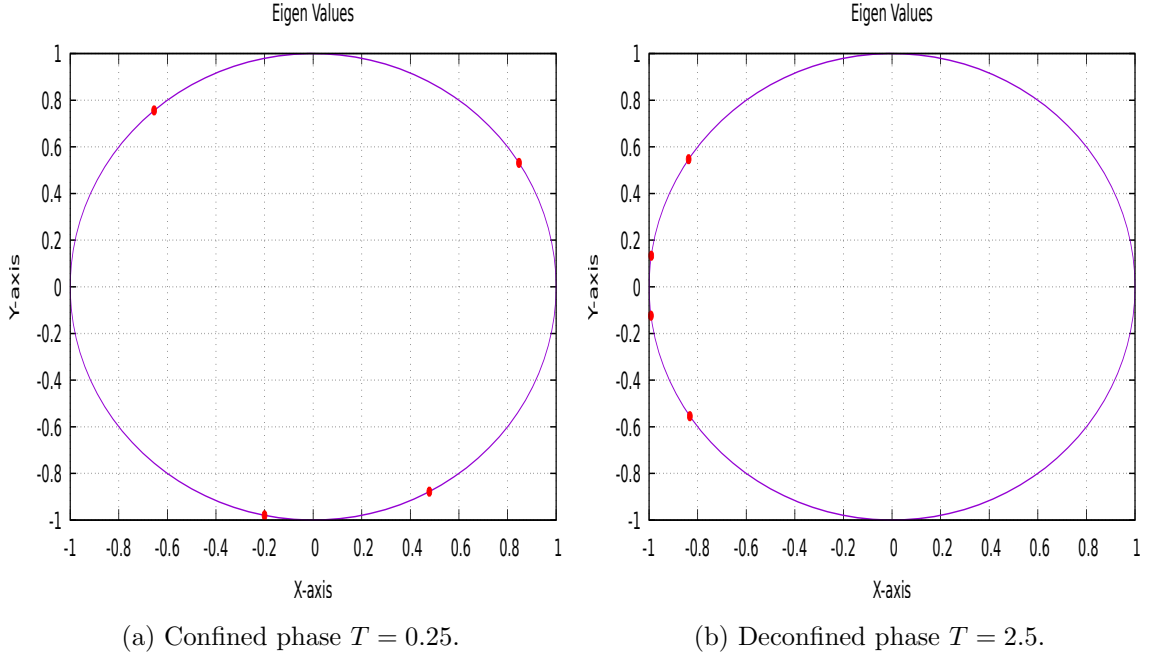 Eigen Values
1
0.8
0.6
0.4
0.2
0
-0.2
-0.4
-0.6
-0.8
-1
Y-axis
-1 -0.8 -0.6 -0.4 -0.2 0 0.2 0.4 0.6 0.8 1
X-axis
(a) Confined phase T = 0.25.
Eigen Values
1
0.8
0.6
0.4
0.2
0
-0.2
-0.4
-0.6
-0.8
-1
Y-axis
-1 -0.8 -0.6 -0.4 -0.2 0 0.2 0.4 0.6 0.8 1
X-axis
(b) Deconfined phase T = 2.5.